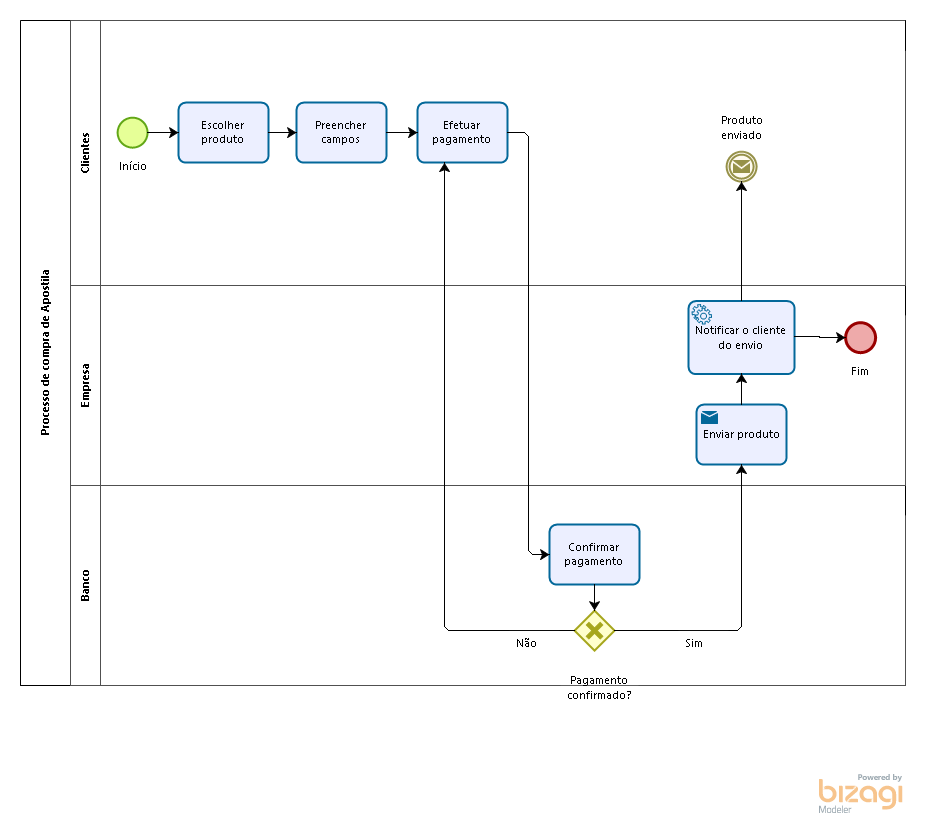 Processo de compra de Apostila
Clientes
Início
Escolher
produto
Preencher
campos
Efetuar
pagamento
Produto
enviado
Empresa
Notificar o cliente
do envio
Fim
Enviar produto
Banco
Confirmar
pagamento
Não
Sim
Pagamento
confirmado?
Powered by
bizagi
Modeler